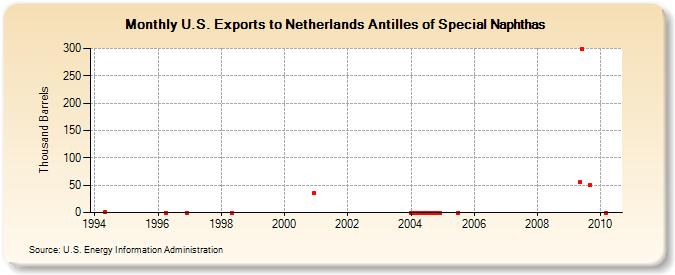 Monthly U.S. Exports to Netherlands Antilles of Special Naphthas
Thousand Barrels
300
250
200
150
100
50
0
1994 1996 1998 2000 2002 2004 2006 2008 2010
Source: U.S. Energy Information Administration